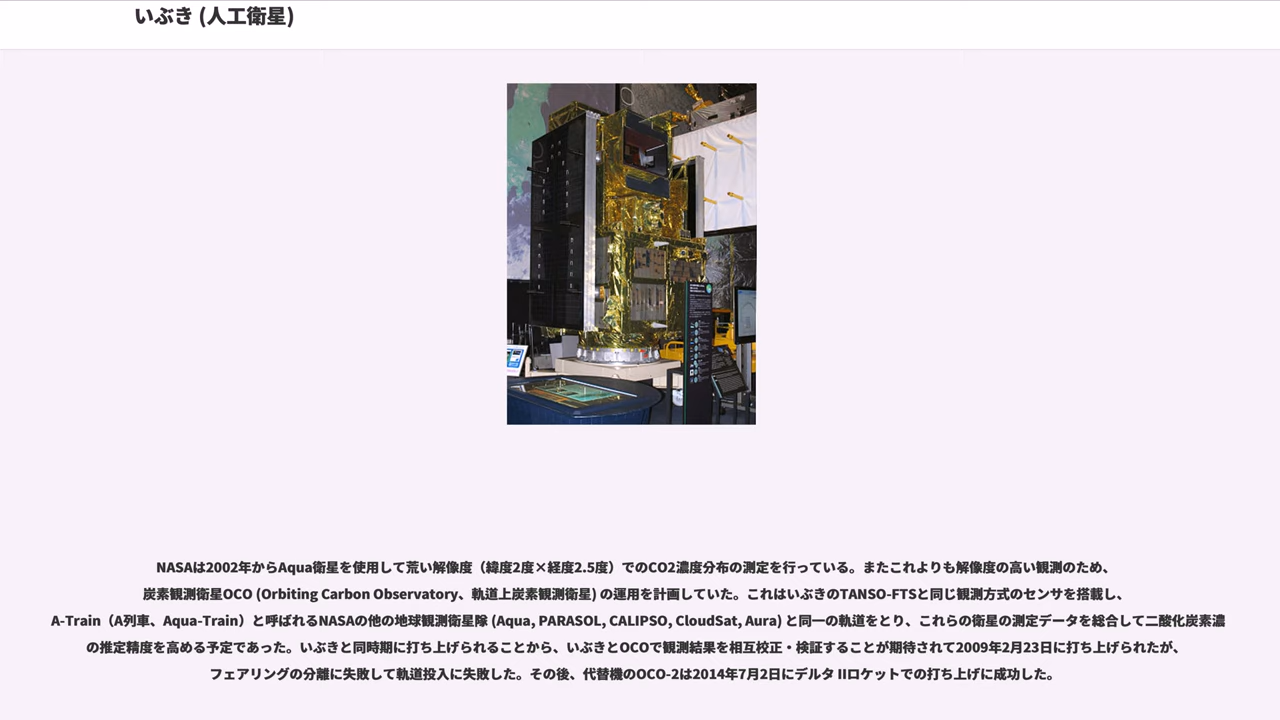 いぶき (人工衛星)
NASAは2002年からAqua衛星を使用して荒い解像度（緯度2度×経度2.5度）でのCO2濃度分布の測定を行っている。またこれよりも解像度の高い観測のため、
炭素観測衛星OCO (Orbiting Carbon Observatory、軌道上炭素観測衛星) の運用を計画していた。これはいぶきのTANSO-FTSと同じ観測方式のセンサを搭載し、
A-Train（A列車、Aqua-Train）と呼ばれるNASAの他の地球観測衛星隊 (Aqua, PARASOL, CALIPSO, CloudSat, Aura) と同一の軌道をとり、これらの衛星の測定データを総合して二酸化炭素濃
の推定精度を高める予定であった。いぶきと同時期に打ち上げられることから、いぶきとOCOで観測結果を相互校正・検証することが期待されて2009年2月23日に打ち上げられたが、
フェアリングの分離に失敗して軌道投入に失敗した。その後、代替機のOCO-2は2014年7月2日にデルタ IIロケットでの打ち上げに成功した。